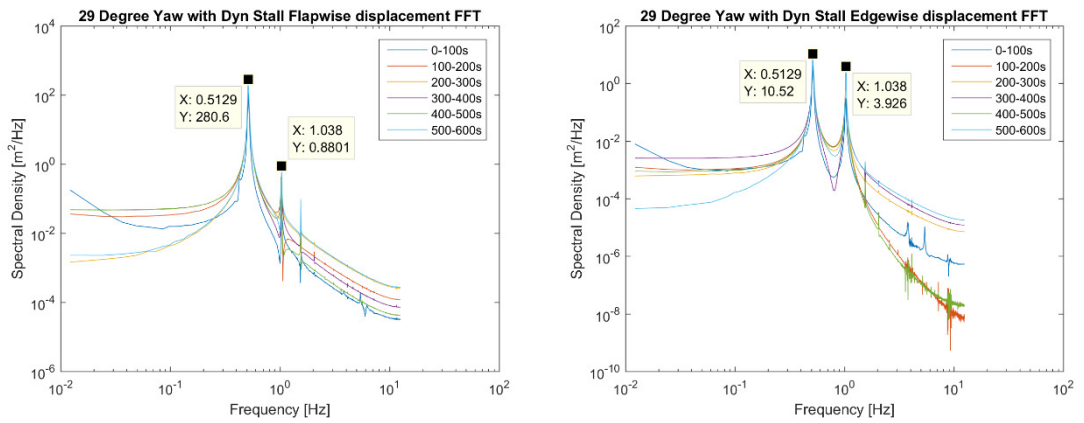 29 Degree Yaw with Dyn Stall Flapwise displacement FFT
10^4
10^2
10^0
10^-2
10^-4
10^-6
Spectral Density [m^2/Hz]
X: 0.5129
Y: 280.6
X: 1.038
Y: 0.8801
0-100s
100-200s
200-300s
300-400s
400-500s
500-600s
10^-2
10^-1
10^0
10^1
10^2
Frequency [Hz]
29 Degree Yaw with Dyn Stall Edgewise displacement FFT
10^2
10^0
10^-2
10^-4
10^-6
10^-8
10^-10
Spectral Density [m^2/Hz]
X: 0.5129
Y: 10.52
X: 1.038
Y: 3.926
0-100s
100-200s
200-300s
300-400s
400-500s
500-600s
10^-2
10^-1
10^0
10^1
10^2
Frequency [Hz]